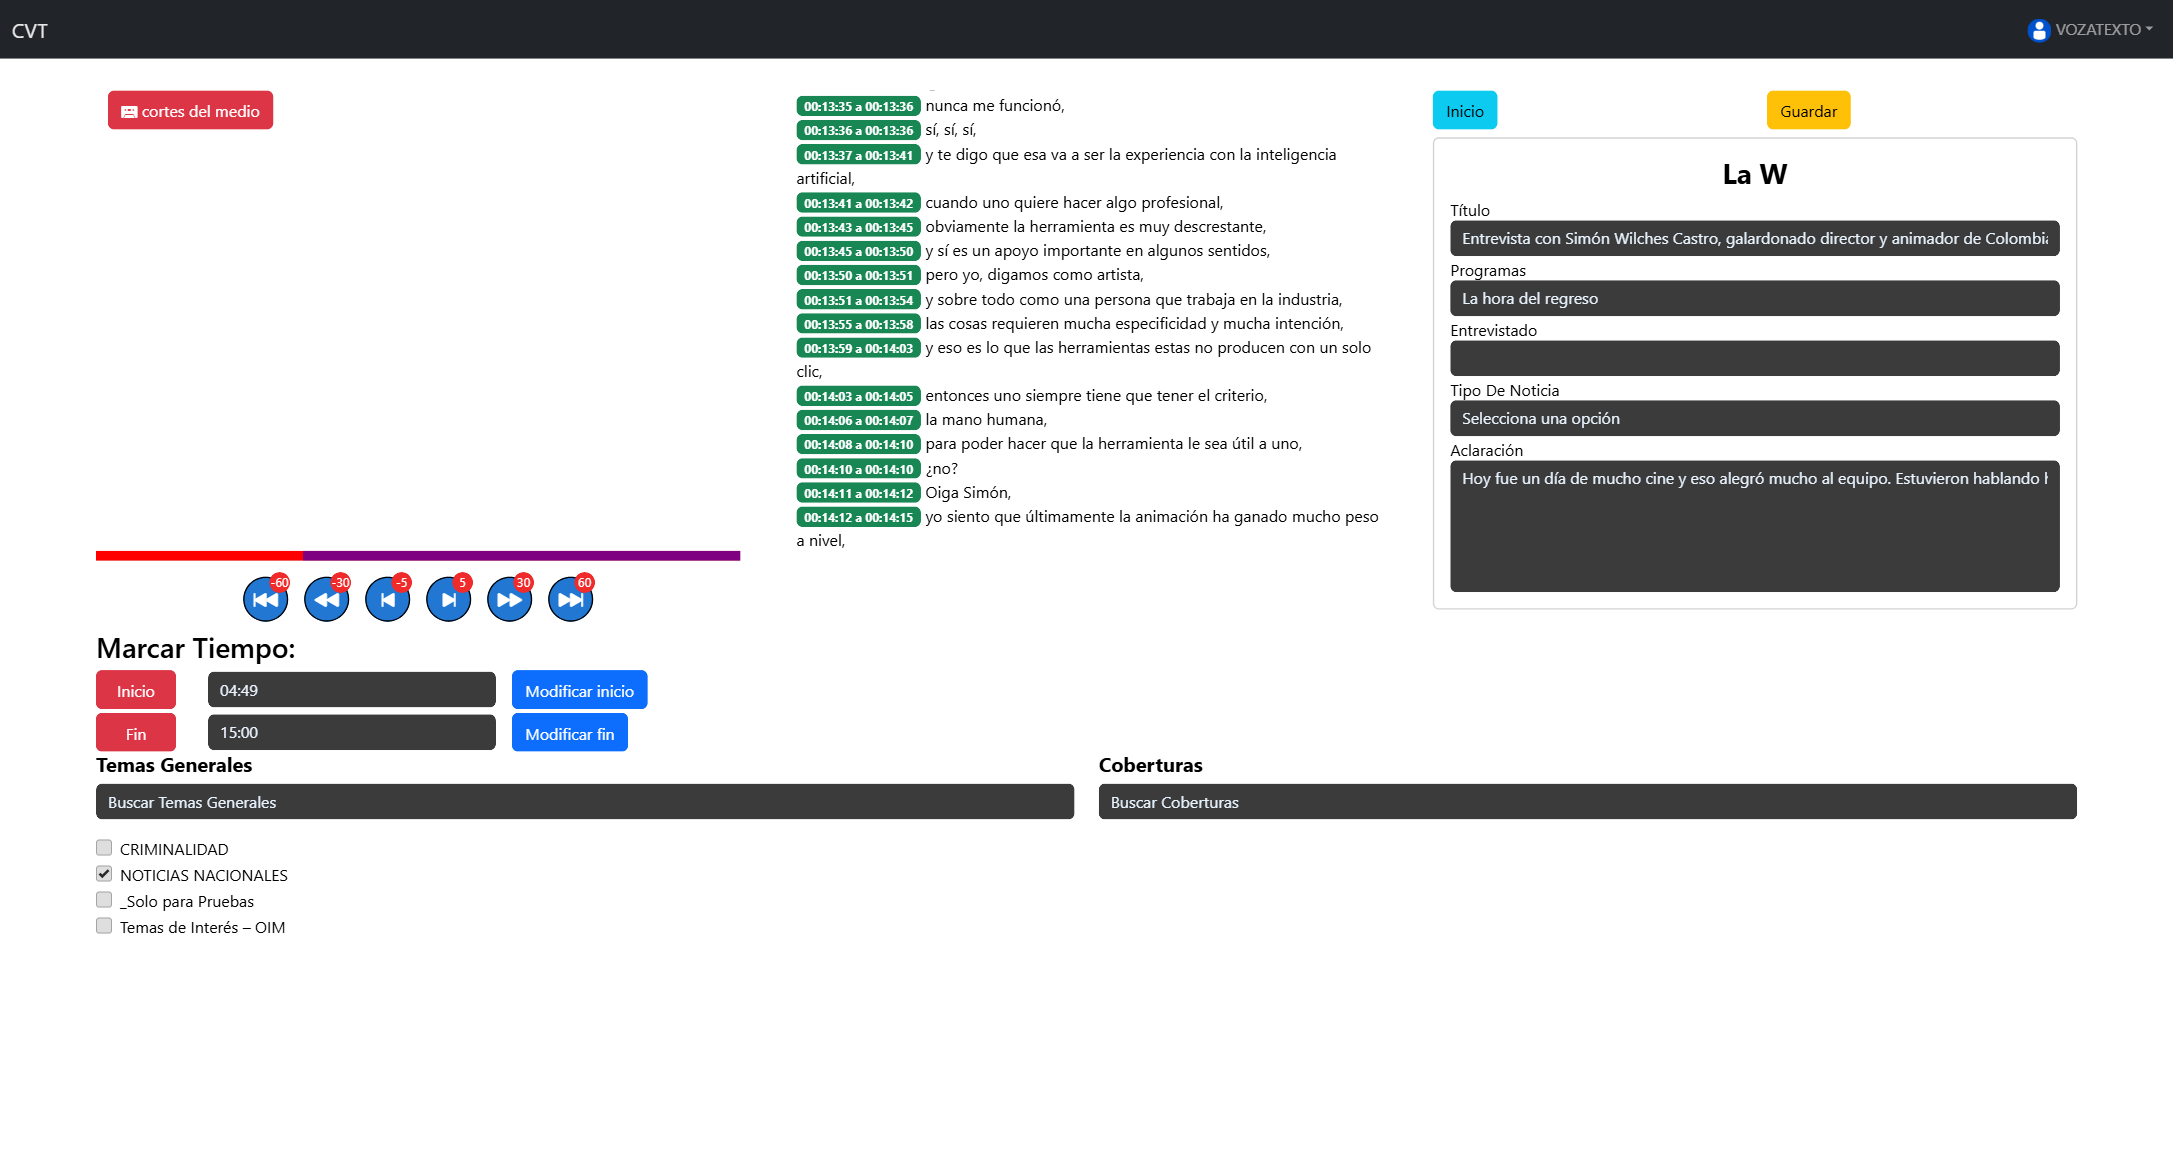 CVT
VOZATEXTO
cortes del medio
-60
-30
-5
5
30
60
Marcar Tiempo:
Inicio
04:49
Modificar inicio
Fin
15:00
Modificar fin
00:13:35 a 00:13:36 nunca me funcionó,
00:13:36 a 00:13:36 sí, sí, sí,
00:13:37 a 00:13:41 y te digo que esa va a ser la experiencia con la inteligencia
artificial,
00:13:41 a 00:13:42 cuando uno quiere hacer algo profesional,
00:13:43 a 00:13:45 obviamente la herramienta es muy descrestante,
00:13:45 a 00:13:50 y sí es un apoyo importante en algunos sentidos,
00:13:50 a 00:13:51 pero yo, digamos como artista,
00:13:51 a 00:13:54 y sobre todo como una persona que trabaja en la industria,
00:13:55 a 00:13:58 las cosas requieren mucha especificidad y mucha intención,
00:13:59 a 00:14:03 y eso es lo que las herramientas estas no producen con un solo
clic,
00:14:03 a 00:14:05 entonces uno siempre tiene que tener el criterio,
00:14:06 a 00:14:07 la mano humana,
00:14:08 a 00:14:10 para poder hacer que la herramienta le sea útil a uno,
00:14:10 a 00:14:10 ¿no?
00:14:11 a 00:14:12 Oiga Simón,
00:14:12 a 00:14:15 yo siento que últimamente la animación ha ganado mucho peso
a nivel,
Inicio
Guardar
La W
Título
Entrevista con Simón Wilches Castro, galardonado director y animador de Colombia
Programas
La hora del regreso
Entrevistado
Tipo De Noticia
Selecciona una opción
Aclaración
Hoy fue un día de mucho cine y eso alegró mucho al equipo. Estuvieron hablando
Temas Generales
Buscar Temas Generales
CRIMINALIDAD
NOTICIAS NACIONALES
_Solo para Pruebas
Temas de Interés – OIM
Coberturas
Buscar Coberturas